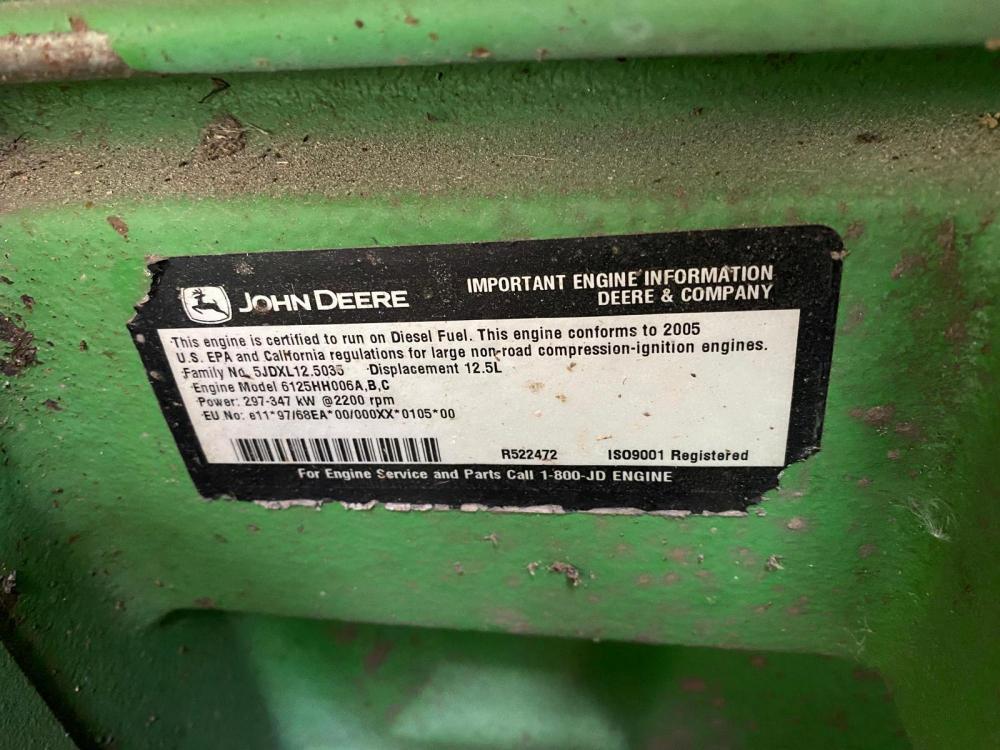 JOHN DEERE
IMPORTANT ENGINE INFORMATION
DEERE & COMPANY
This engine is certified to run on Diesel Fuel. This engine conforms to 2005
U.S. EPA and California regulations for large non-road compression-ignition engines.
Family No. 5JDXL12.5035 Displacement 12.5L
Engine Model 6125HH006A,B,C
Power: 297-347 kW @2200 rpm
EU No: e11*97/68EA*00/000XX*0105*00
R522472 ISO9001 Registered
For Engine Service and Parts Call 1-800-JD ENGINE